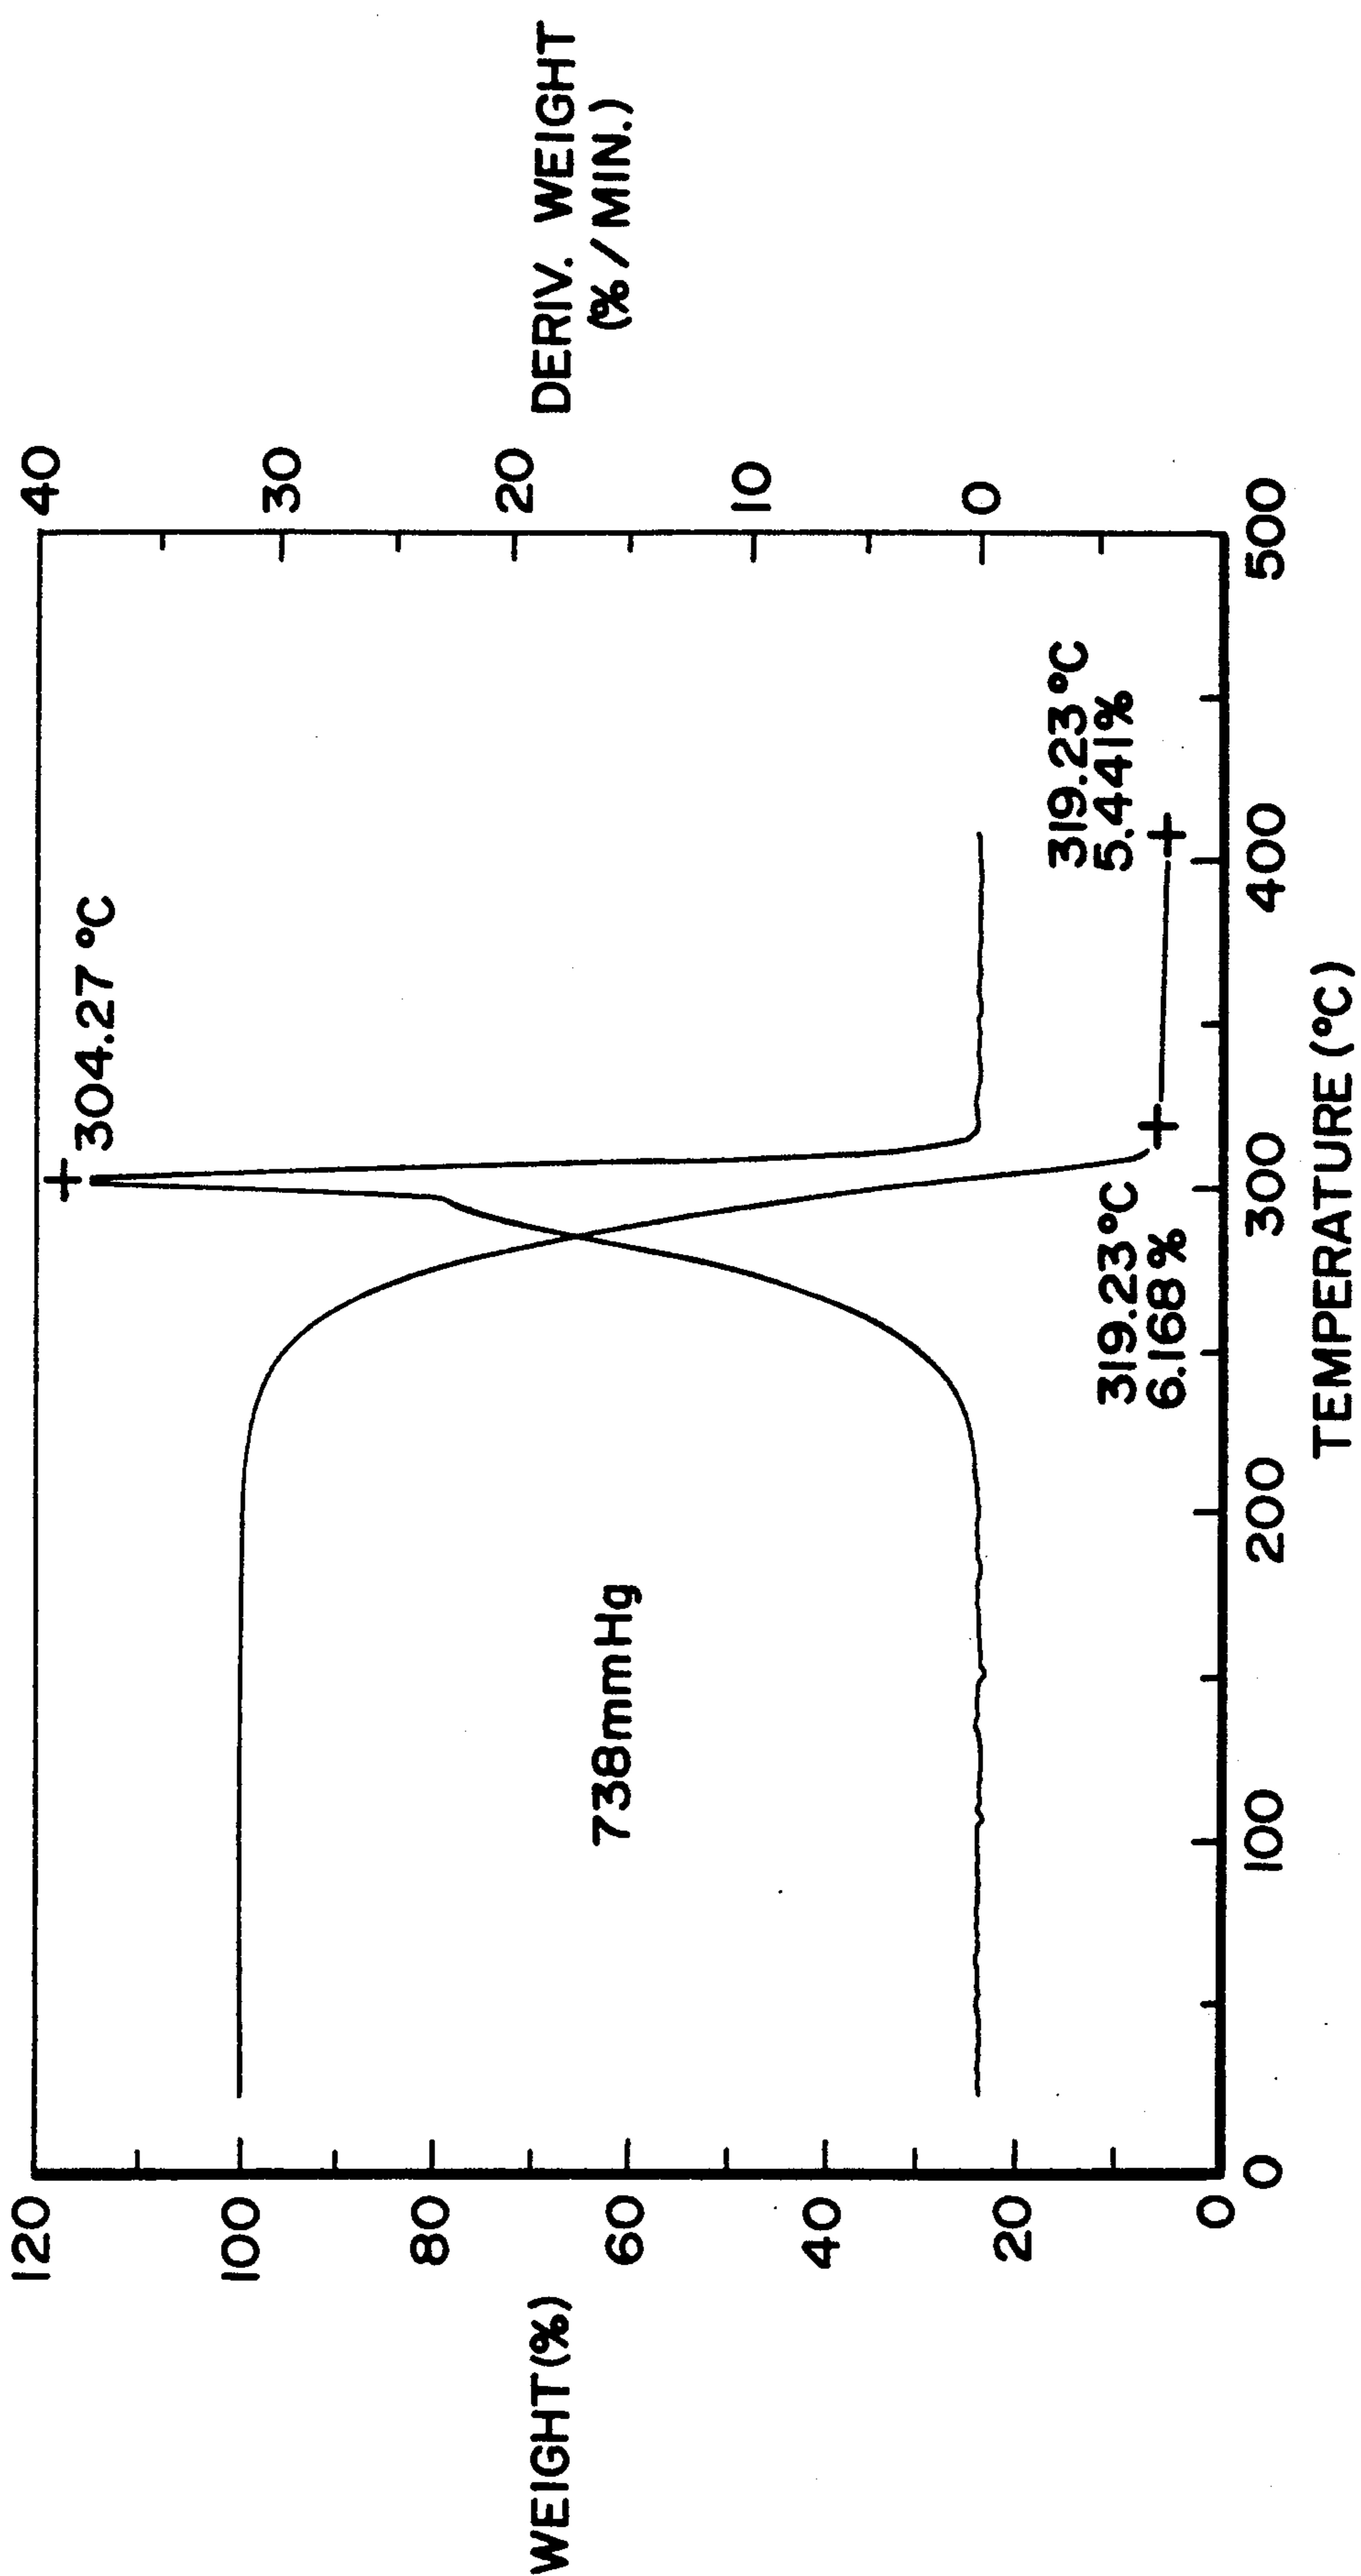 120
100
80
60
40
20
0
WEIGHT(%)
40
30
20
10
0
DERIV. WEIGHT
(%/MIN.)
304.27°C
738mmHg
319.23°C
6.168%
319.23°C
5.441%
0
100
200
300
400
500
TEMPERATURE (°C)